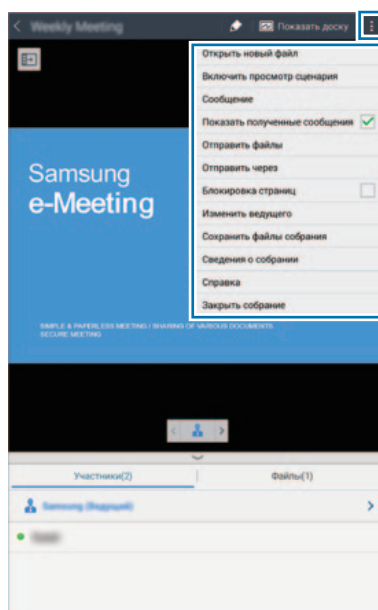 Weekly Meeting
Показать доску
Открыть новый файл
Включить просмотр сценария
Сообщение
Показать полученные сообщения
Отправить файлы
Отправить через
Блокировка страниц
Изменить ведущего
Сохранить файлы собрания
Сведения о собрании
Справка
Закрыть собрание
Samsung
e-Meeting
SIMPLE & PAPERLESS MEETING / SHARING OF VARIOUS DOCUMENTS
SECURE MEETING
Участники(2)
Файлы(1)
Samsung (Ведущий)